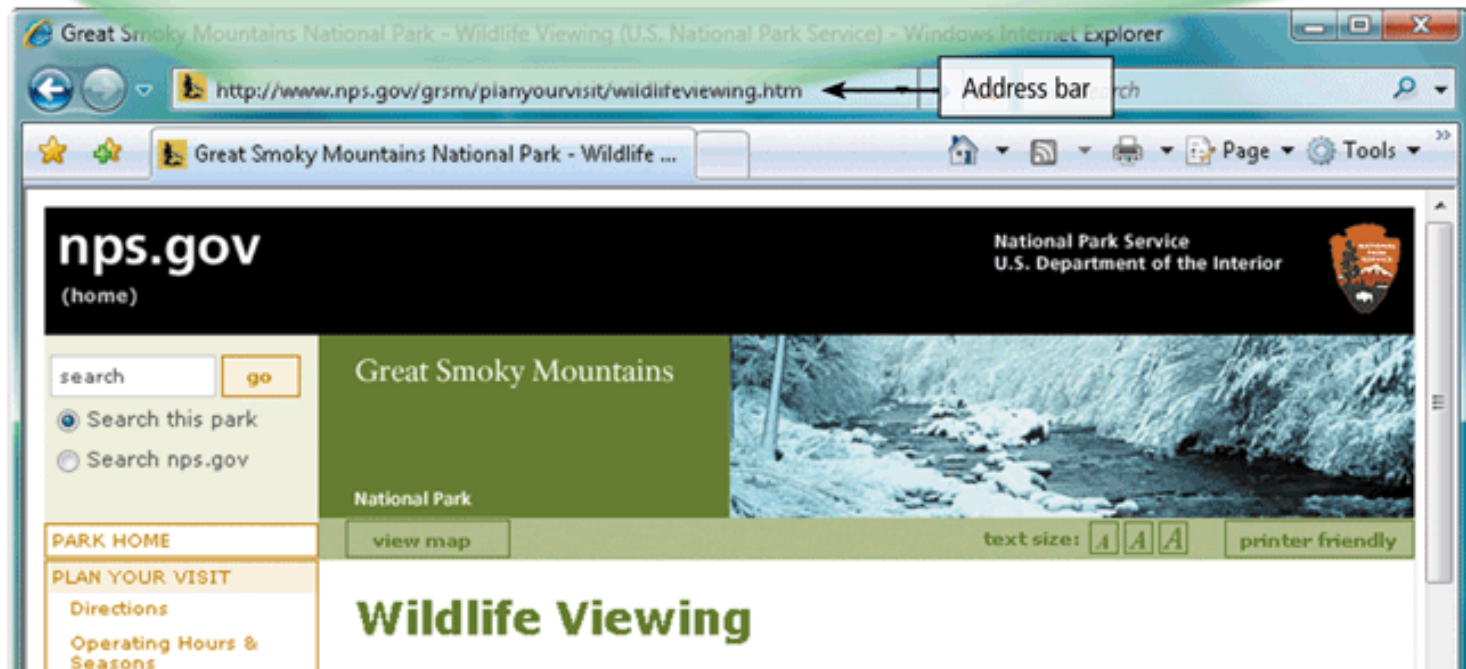 Great Smoky Mountains National Park - Wildlife Viewing (U.S. National Park Service) - Windows Internet Explorer
http://www.nps.gov/grsm/planyourvisit/wildlifeviewing.htm
Address bar
Great Smoky Mountains National Park - Wildlife ...
Page
Tools
nps.gov
(home)
National Park Service
U.S. Department of the Interior
search
go
Search this park
Search nps.gov
Great Smoky Mountains
National Park
PARK HOME
view map
text size: A A A
printer friendly
PLAN YOUR VISIT
Directions
Operating Hours &
Seasons
Wildlife Viewing